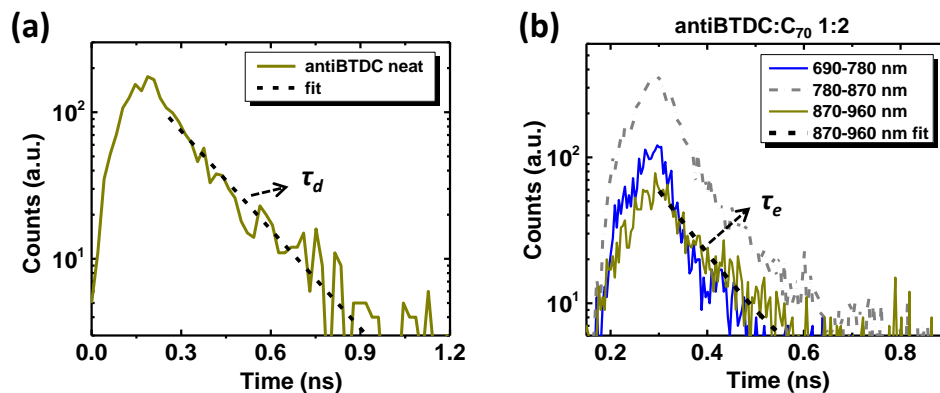 (a)
antiBTDC neat
fit
τd
Counts (a.u.)
10²
10¹
0.0 0.3 0.6 0.9 1.2
Time (ns)
(b)
antiBTDC:C₇₀ 1:2
690-780 nm
780-870 nm
870-960 nm
870-960 nm fit
τe
Counts (a.u.)
10²
10¹
0.2 0.4 0.6 0.8
Time (ns)